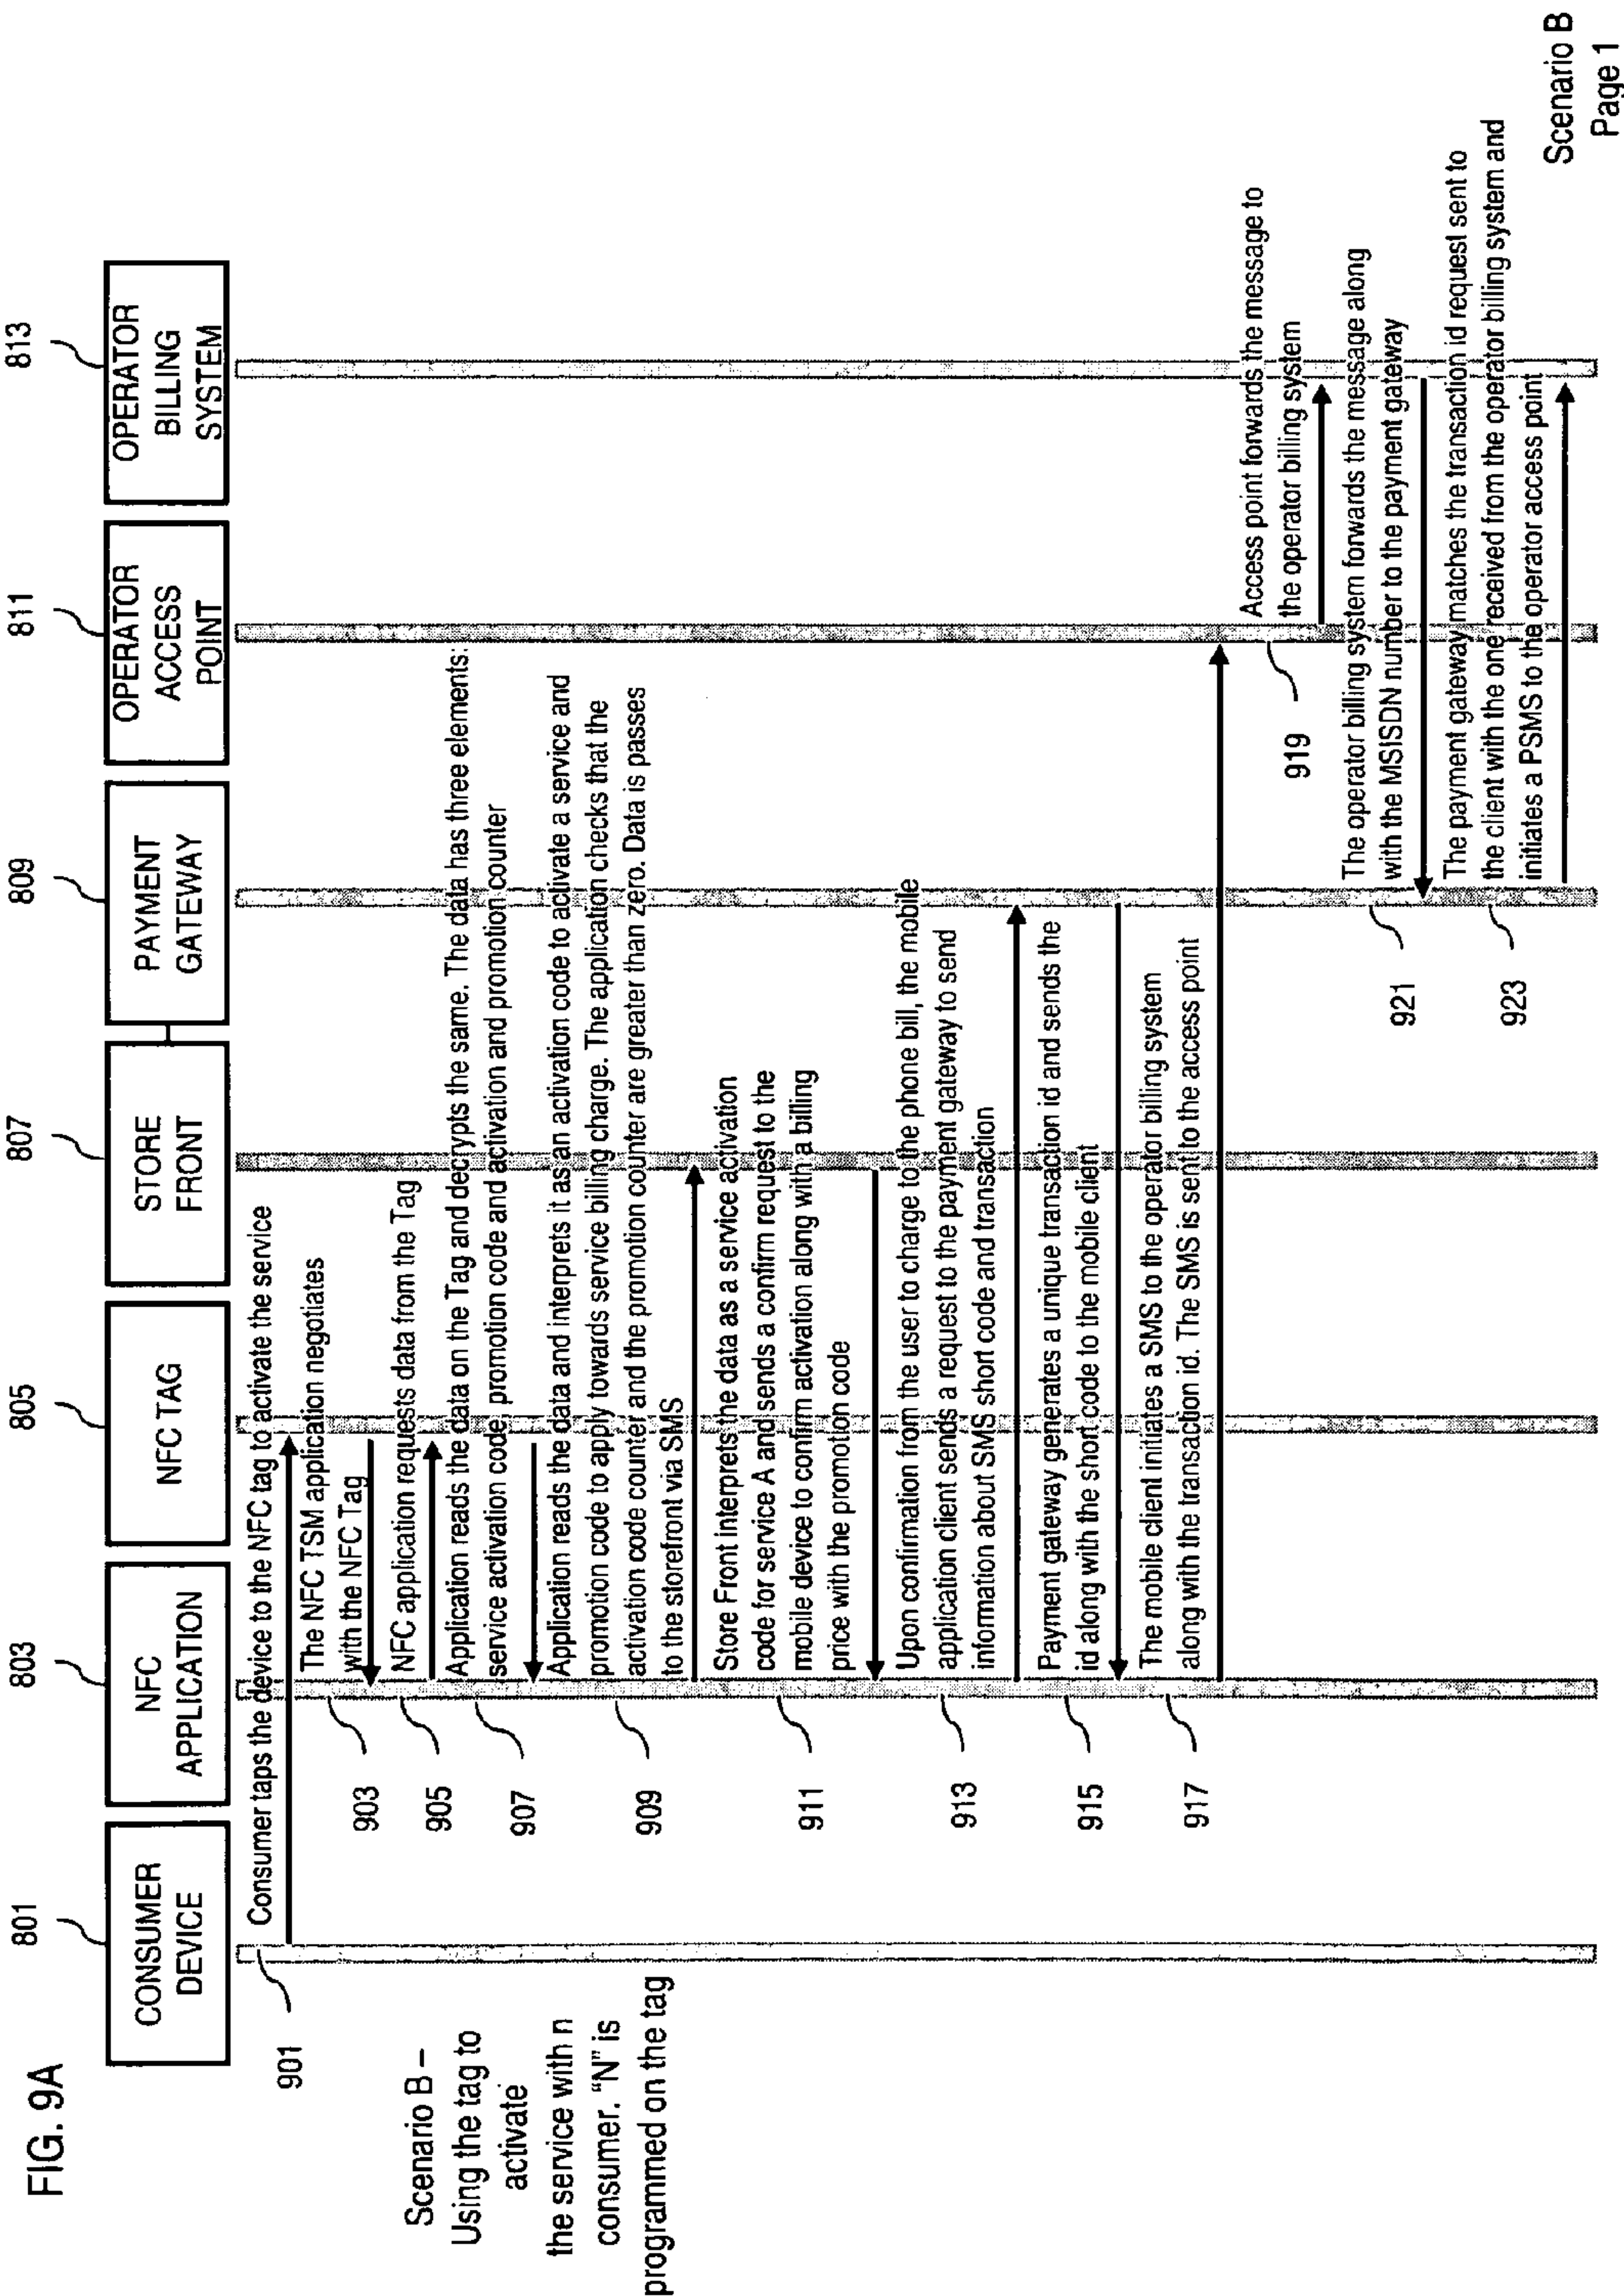 FIG. 9A
801
803
805
807
809
811
813
CONSUMER
DEVICE
NFC
APPLICATION
NFC TAG
STORE
FRONT
PAYMENT
GATEWAY
OPERATOR
ACCESS
POINT
OPERATOR
BILLING
SYSTEM
Scenario B –
Using the tag to
activate
the service with n
consumer. “N” is
programmed on the tag
901
Consumer taps the device to the NFC tag to activate the service
903
The NFC TSM application negotiates
with the NFC Tag
905
NFC application requests data from the Tag
907
Application reads the data on the Tag and decrypts the same. The data has three elements:
service activation code, promotion code and activation and promotion counter
909
Application reads the data and interprets it as an activation code to activate a service and
promotion code to apply towards service billing charge. The application checks that the
activation code counter and the promotion counter are greater than zero. Data is passes
to the storefront via SMS
911
Store Front interprets the data as a service activation
code for service A and sends a confirm request to the
mobile device to confirm activation along with a billing
price with the promotion code
913
Upon confirmation from the user to charge to the phone bill, the mobile
application client sends a request to the payment gateway to send
information about SMS short code and transaction
915
Payment gateway generates a unique transaction id and sends the
id along with the short code to the mobile client
917
The mobile client initiates a SMS to the operator billing system
along with the transaction id. The SMS is sent to the access point
919
Access point forwards the message to
the operator billing system
921
The operator billing system forwards the message along
with the MSISDN number to the payment gateway
923
The payment gateway matches the transaction id request sent to
the client with the one received from the operator billing system and
initiates a PSMS to the operator access point
Scenario B
Page 1